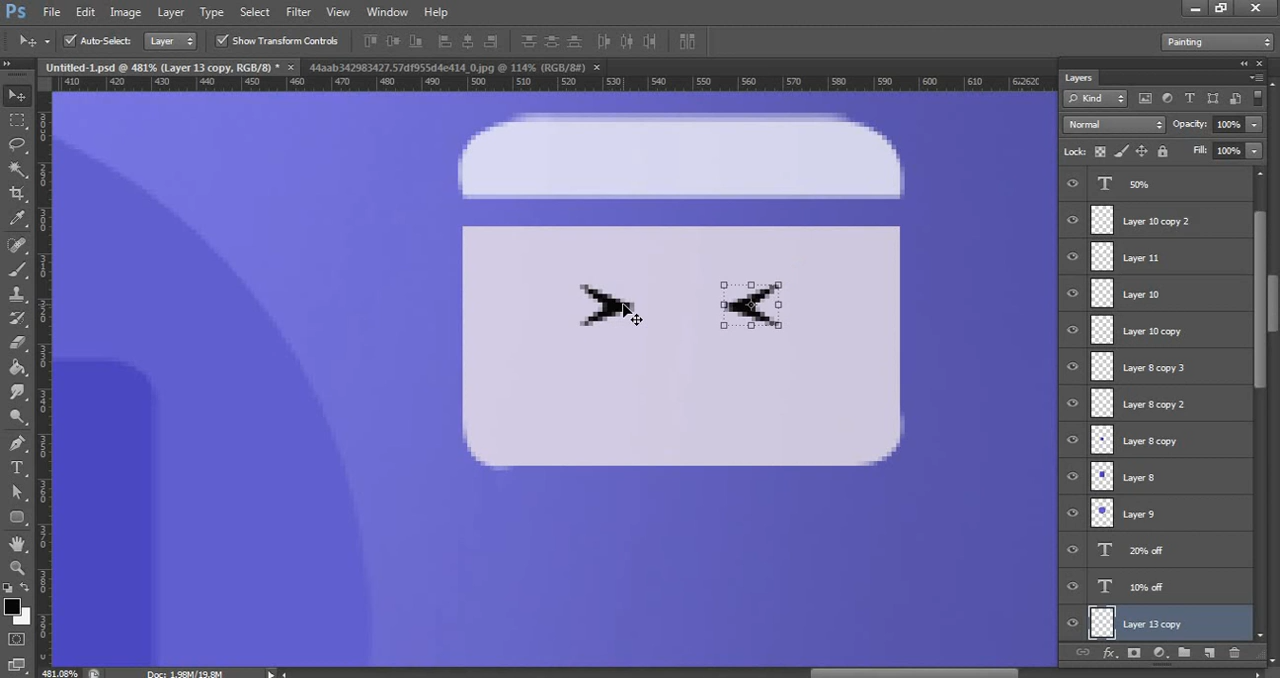 Ps File Edit Image Layer Type Select Filter View Window Help
Auto-Select: Layer Show Transform Controls Painting
Untitled-1.psd @ 481% (Layer 13 copy, RGB/8) * × 44aab342983427.57df955d4e414_0.jpg @ 114% (RGB/8#) ×
410 420 430 440 450 460 470 480 490 500 510 520 530 540 550 560 570 580 590 600 610
Layers
Kind
Normal Opacity: 100%
Lock: Fill: 100%
T 50%
Layer 10 copy 2
Layer 11
Layer 10
Layer 10 copy
Layer 8 copy 3
Layer 8 copy 2
Layer 8 copy
Layer 8
Layer 9
T 20% off
T 10% off
Layer 13 copy
481.08% Doc: 1.98M/19.8M